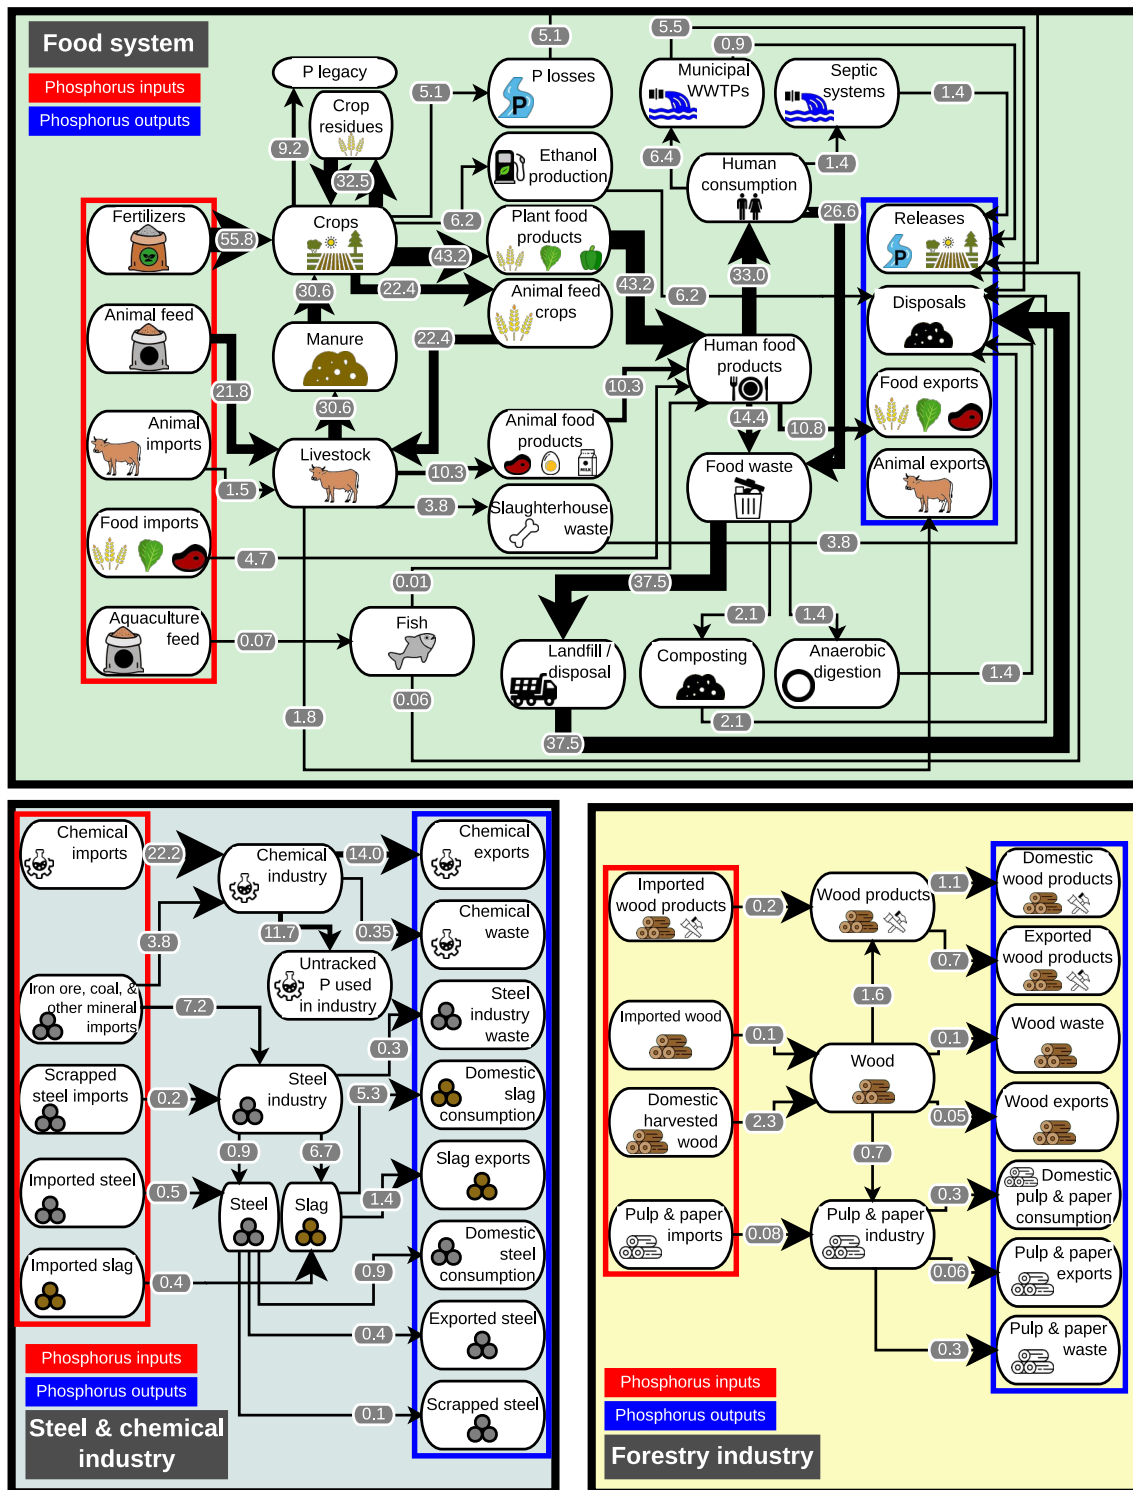 Food system
Phosphorus inputs
Phosphorus outputs
P legacy
Crop
residues
9.2
32.5
5.1
5.1
P losses
P
6.2
Ethanol
production
5.5
0.9
Municipal
WWTPs
Septic
systems
1.4
6.4
1.4
Human
consumption
26.6
Fertilizers
55.8
Crops
43.2
22.4
Plant food
products
43.2
33.0
6.2
Releases
P
30.6
Animal feed
crops
Animal feed
21.8
Manure
22.4
30.6
Human food
products
10.3
14.4
10.8
Disposals
Food exports
Animal
imports
1.5
Livestock
10.3
3.8
Animal food
products
MILK
Food waste
Animal exports
Slaughterhouse
waste
3.8
Food imports
4.7
0.01
37.5
2.1
1.4
Aquaculture
feed
0.07
Fish
0.06
Landfill /
disposal
Composting
Anaerobic
digestion
1.4
1.8
2.1
37.5
Chemical
imports
22.2
Chemical
industry
14.0
Chemical
exports
3.8
11.7
0.35
Chemical
waste
Iron ore, coal, &
other mineral
imports
7.2
Untracked
P used
in industry
0.3
Steel
industry
waste
Scrapped
steel imports
0.2
Steel
industry
5.3
Domestic
slag
consumption
0.9
6.7
Imported steel
0.5
Steel
Slag
1.4
Slag exports
Imported slag
0.4
0.9
Domestic
steel
consumption
0.4
Exported steel
0.1
Scrapped steel
Phosphorus inputs
Phosphorus outputs
Steel & chemical
industry
Imported
wood products
0.2
Wood products
1.1
Domestic
wood products
0.7
Exported
wood products
1.6
Imported wood
0.1
Wood
0.1
Wood waste
Domestic
harvested
wood
2.3
0.05
Wood exports
0.7
Pulp & paper
imports
0.08
Pulp & paper
industry
0.3
Domestic
pulp & paper
consumption
0.06
Pulp & paper
exports
0.3
Pulp & paper
waste
Phosphorus inputs
Phosphorus outputs
Forestry industry